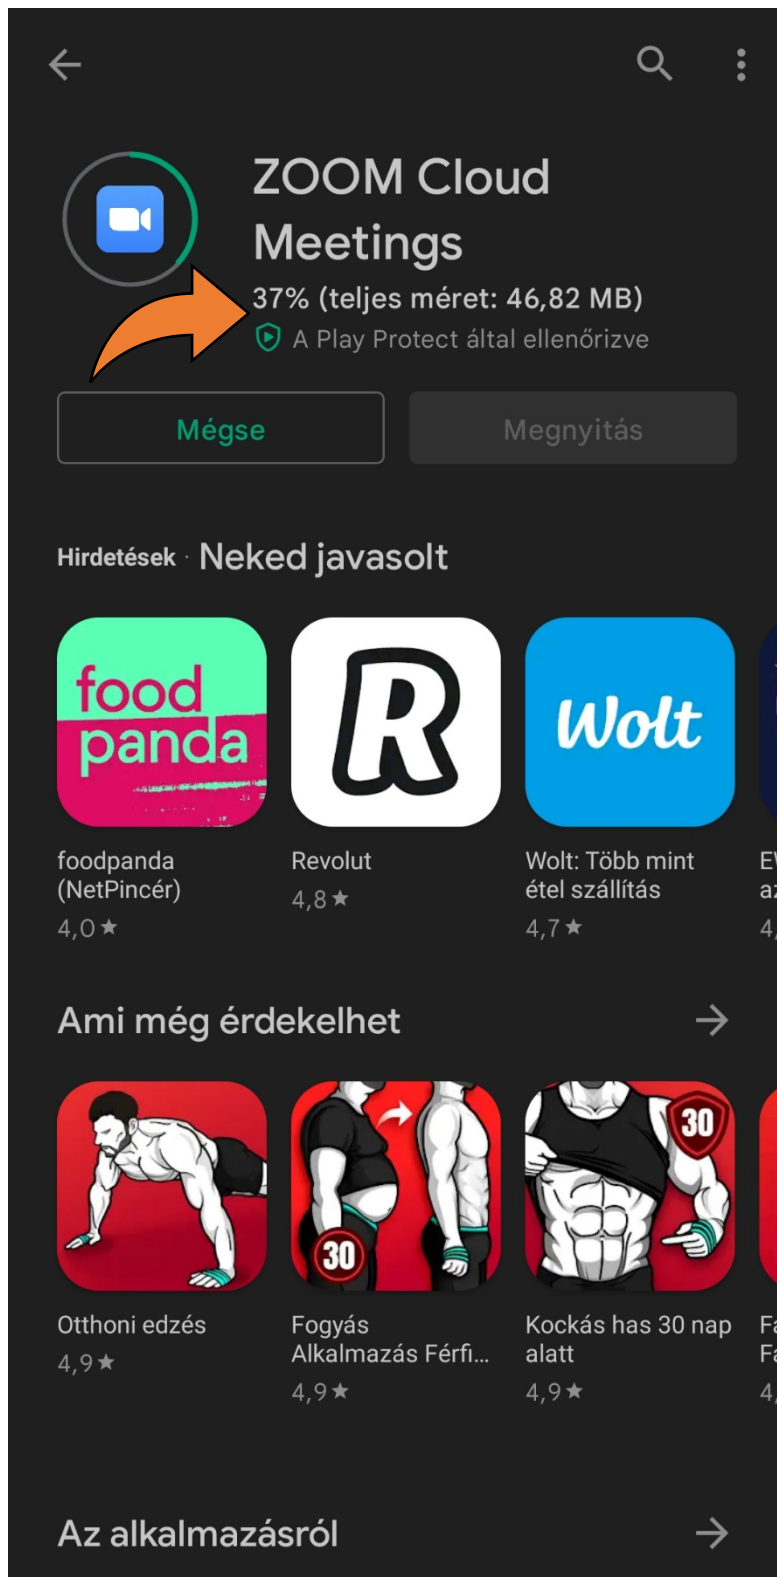 ZOOM Cloud
Meetings
37% (teljes méret: 46,82 MB)
A Play Protect által ellenőrizve
Mégse
Megnyitás
Hirdetések · Neked javasolt
food
panda
R
Wolt
foodpanda
(NetPincér)
4,0★
Revolut
4,8★
Wolt: Több mint
étel szállítás
4,7★
Ami még érdekelhet
30
30
Otthoni edzés
4,9★
Fogyás
Alkalmazás Férfi...
4,9★
Kockás has 30 nap
alatt
4,9★
Az alkalmazásról